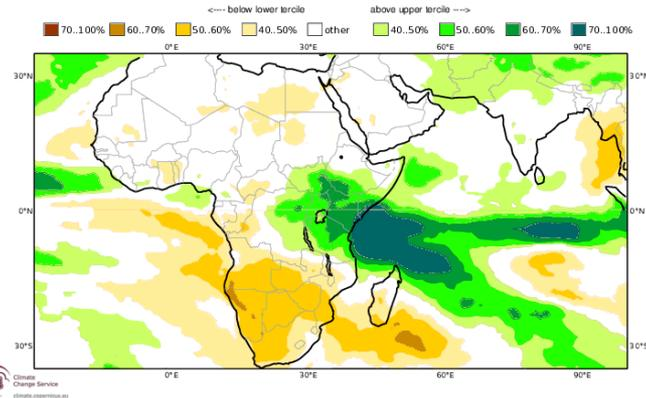 <---- below lower tercile above upper tercile ---->
70..100% 60..70% 50..60% 40..50% other 40..50% 50..60% 60..70% 70..100%
0°E 30°E 60°E 90°E
30°N 30°N
0°N 0°N
30°S 30°S
0°E 30°E 60°E 90°E
Climate
Change Service
climate.copernicus.eu